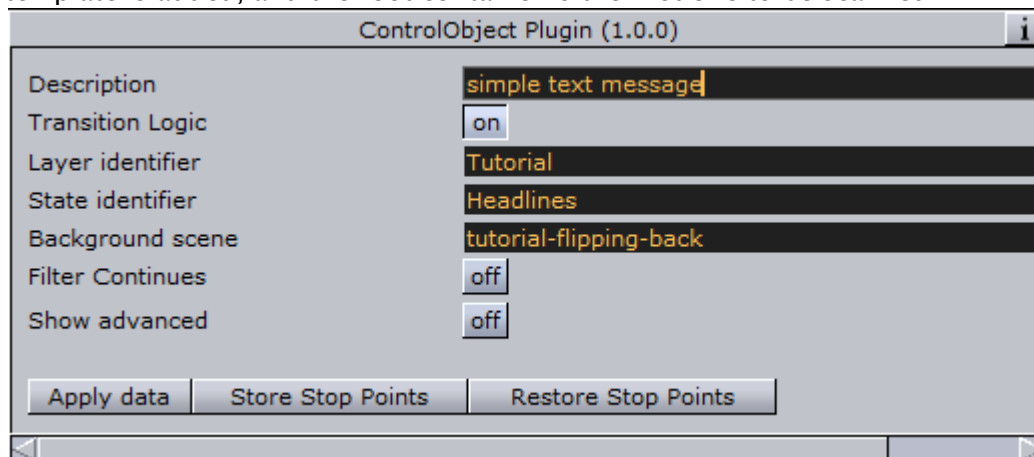 ControlObject Plugin (1.0.0) i
Description simple text message
Transition Logic on
Layer identifier Tutorial
State identifier Headlines
Background scene tutorial-flipping-back
Filter Continues off
Show advanced off
Apply data Store Stop Points Restore Stop Points